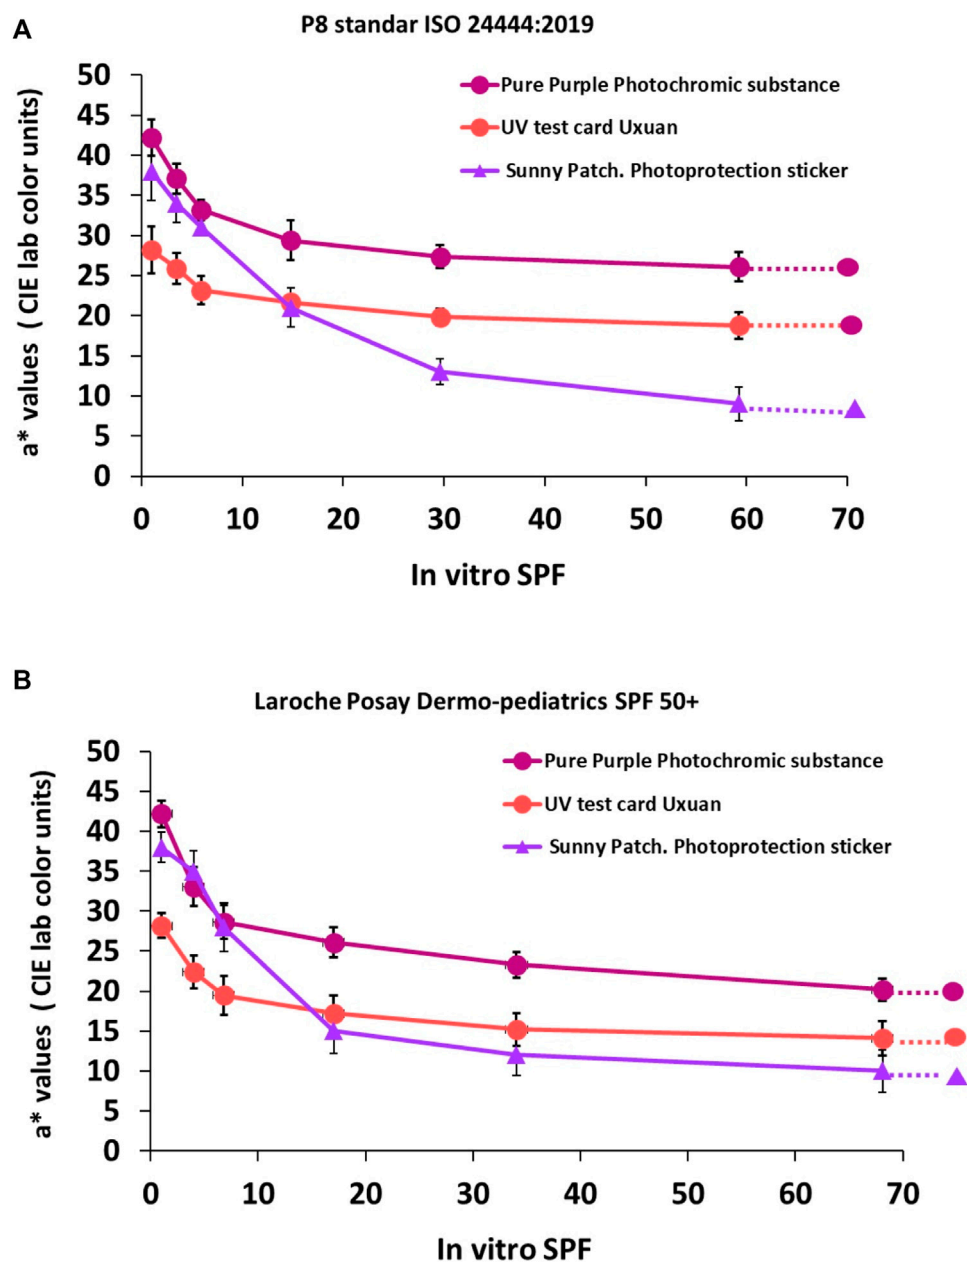 A
P8 standar ISO 24444:2019
a* values ( CIE lab color units)
50
45
40
35
30
25
20
15
10
5
0
Pure Purple Photochromic substance
UV test card Uxuan
Sunny Patch. Photoprotection sticker
0 10 20 30 40 50 60 70
In vitro SPF
B
Laroche Posay Dermo-pediatrics SPF 50+
a* values ( CIE lab color units)
50
45
40
35
30
25
20
15
10
5
0
Pure Purple Photochromic substance
UV test card Uxuan
Sunny Patch. Photoprotection sticker
0 10 20 30 40 50 60 70
In vitro SPF